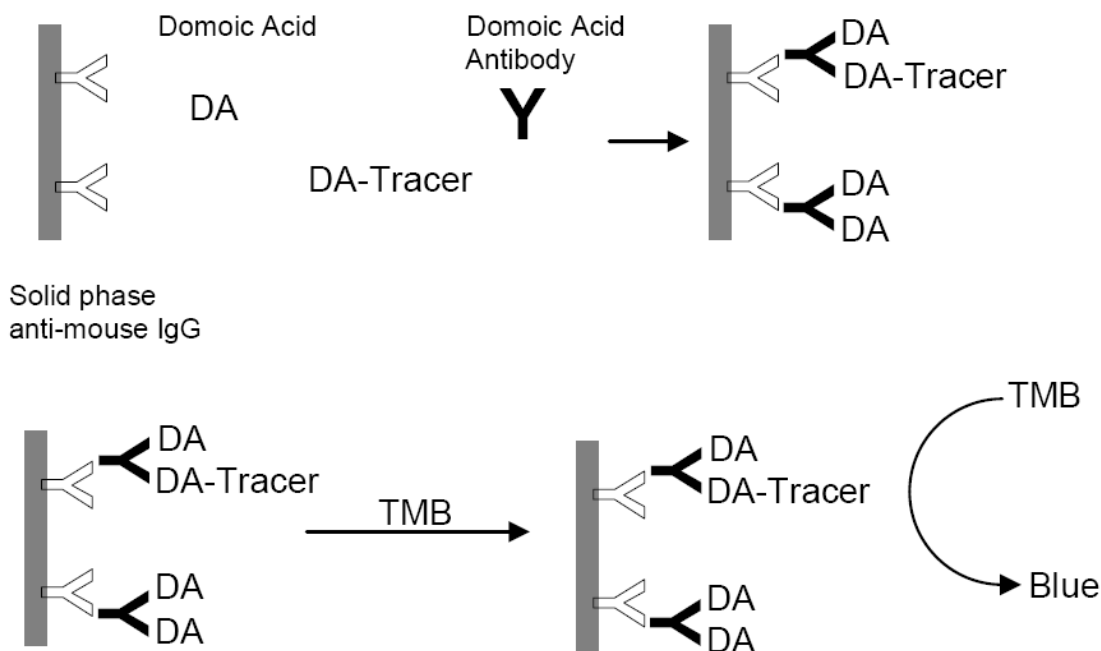 Domoic Acid
Domoic Acid
Antibody
DA
DA-Tracer
DA
DA-Tracer
DA
DA
Solid phase
anti-mouse IgG
DA
DA-Tracer
DA
DA
TMB
DA
DA-Tracer
DA
DA
TMB
Blue